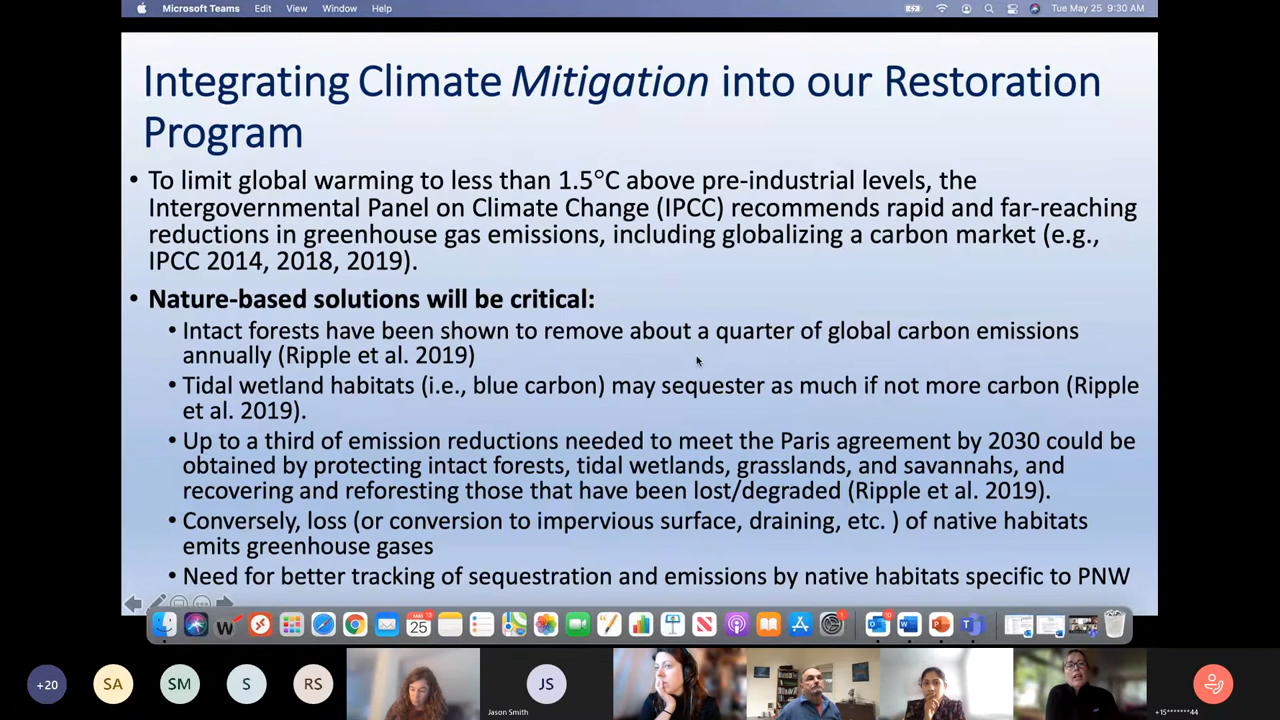 Microsoft Teams Edit View Window Help Tue May 25 9:30 AM
Integrating Climate Mitigation into our Restoration
Program
• To limit global warming to less than 1.5°C above pre-industrial levels, the
Intergovernmental Panel on Climate Change (IPCC) recommends rapid and far-reaching
reductions in greenhouse gas emissions, including globalizing a carbon market (e.g.,
IPCC 2014, 2018, 2019).
• Nature-based solutions will be critical:
• Intact forests have been shown to remove about a quarter of global carbon emissions
annually (Ripple et al. 2019)
• Tidal wetland habitats (i.e., blue carbon) may sequester as much if not more carbon (Ripple
et al. 2019).
• Up to a third of emission reductions needed to meet the Paris agreement by 2030 could be
obtained by protecting intact forests, tidal wetlands, grasslands, and savannahs, and
recovering and reforesting those that have been lost/degraded (Ripple et al. 2019).
• Conversely, loss (or conversion to impervious surface, draining, etc. ) of native habitats
emits greenhouse gases
• Need for better tracking of sequestration and emissions by native habitats specific to PNW
25
+20 SA SM S RS JS
Jason Smith
+15*******44